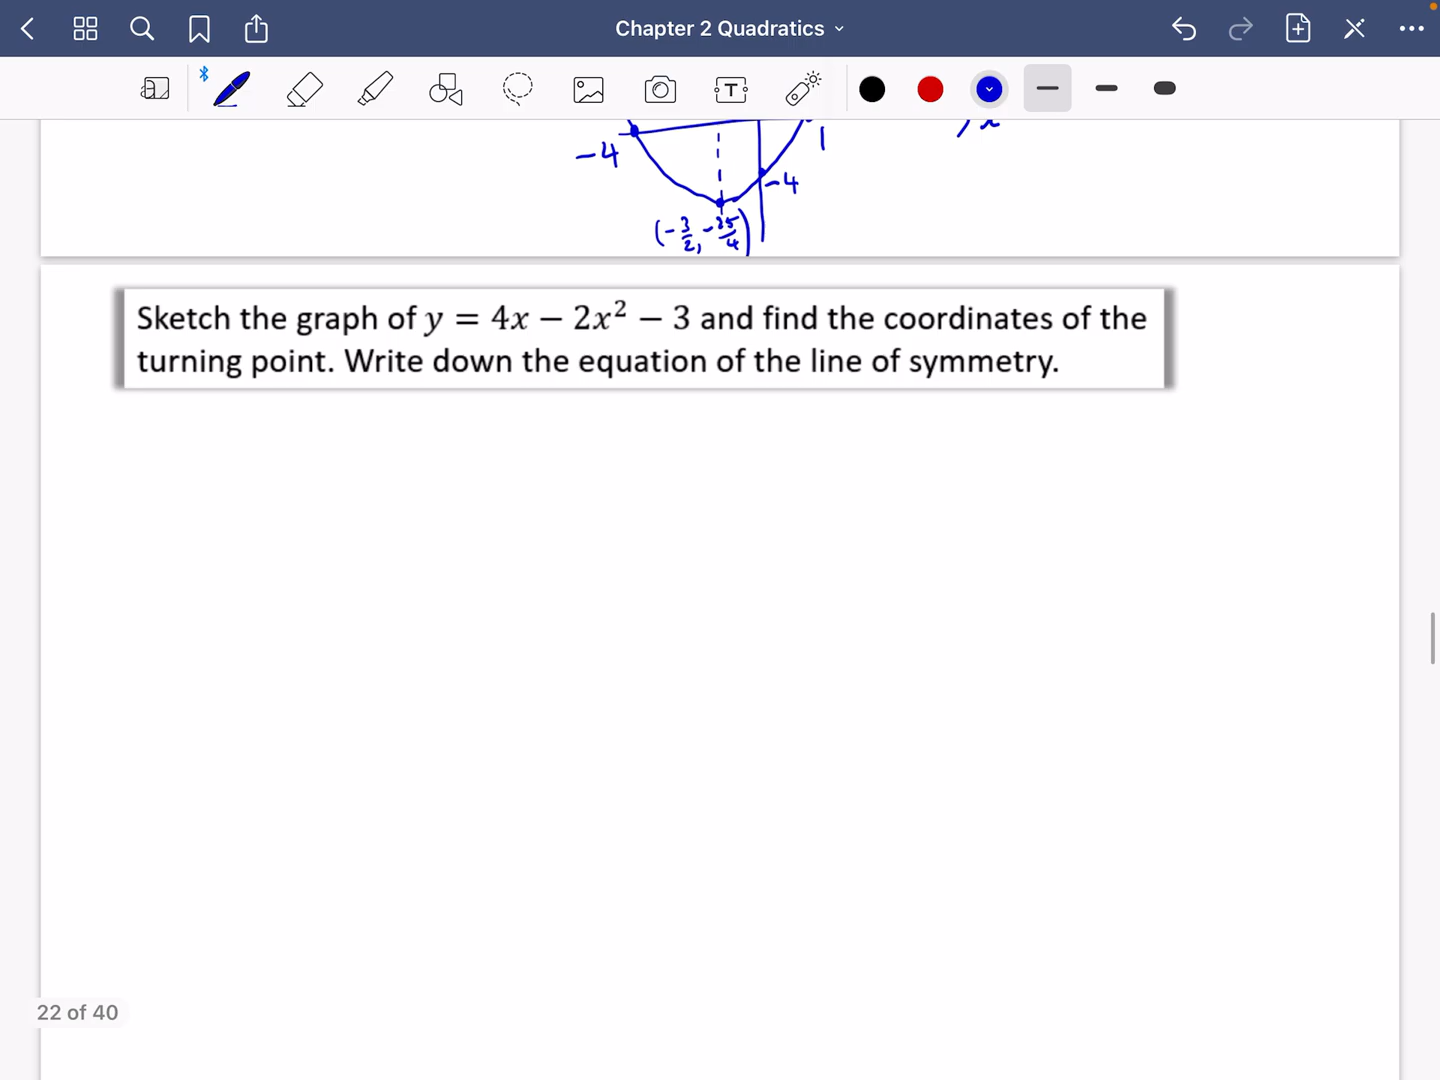 Chapter 2 Quadratics
T
-4
1
-4
(-3/2, -25/4)
x
Sketch the graph of y = 4x − 2x² − 3 and find the coordinates of the
turning point. Write down the equation of the line of symmetry.
22 of 40